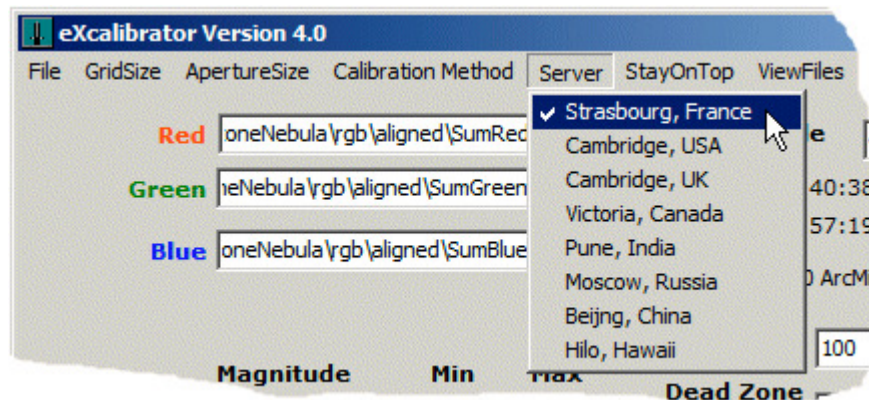 eXcalibrator Version 4.0
File GridSize ApertureSize Calibration Method Server StayOnTop ViewFiles
Strasbourg, France
Cambridge, USA
Cambridge, UK
Victoria, Canada
Pune, India
Moscow, Russia
Beijng, China
Hilo, Hawaii
Red oneNebula\rgb\aligned\SumRed
Green neNebula\rgb\aligned\SumGreen
Blue oneNebula\rgb\aligned\SumBlue
40:38
57:19
100
Magnitude Min Max
Dead Zone